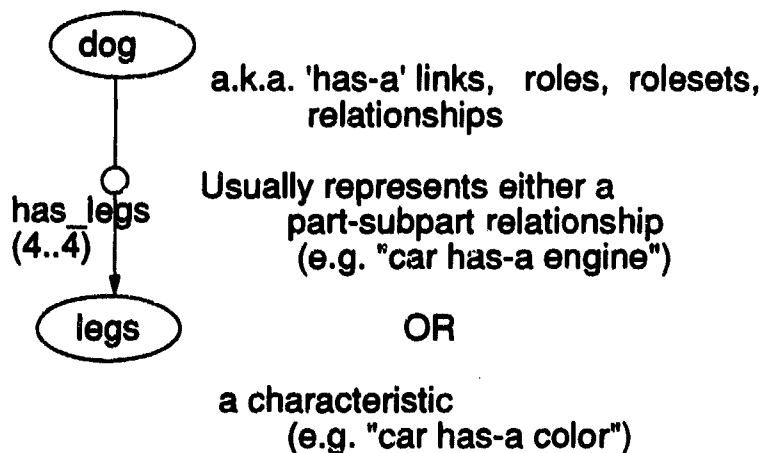 dog
a.k.a. 'has-a' links, roles, rolesets,
relationships
Usually represents either a
part-subpart relationship
(e.g. "car has-a engine")
has_legs
(4..4)
legs
OR
a characteristic
(e.g. "car has-a color")